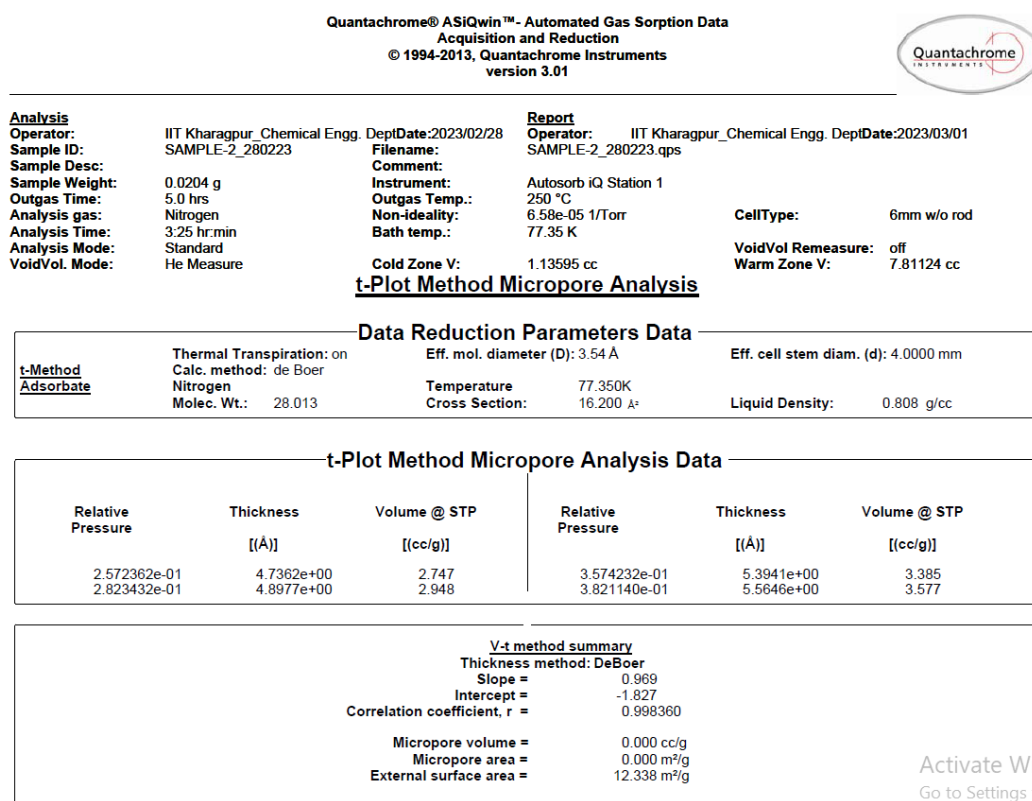 Quantachrome® ASiQwin™- Automated Gas Sorption Data
Acquisition and Reduction
© 1994-2013, Quantachrome Instruments
version 3.01
Quantachrome
INSTRUMENTS
Analysis Report
Operator: IIT Kharagpur_Chemical Engg. DeptDate:2023/02/28 Operator: IIT Kharagpur_Chemical Engg. DeptDate:2023/03/01
Sample ID: SAMPLE-2_280223 Filename: SAMPLE-2_280223.qps
Sample Desc: Comment:
Sample Weight: 0.0204 g Instrument: Autosorb iQ Station 1
Outgas Time: 5.0 hrs Outgas Temp.: 250 °C
Analysis gas: Nitrogen Non-ideality: 6.58e-05 1/Torr CellType: 6mm w/o rod
Analysis Time: 3:25 hr:min Bath temp.: 77.35 K
Analysis Mode: Standard VoidVol Remeasure: off
VoidVol. Mode: He Measure Cold Zone V: 1.13595 cc Warm Zone V: 7.81124 cc
t-Plot Method Micropore Analysis
Data Reduction Parameters Data
Thermal Transpiration: on Eff. mol. diameter (D): 3.54 Å Eff. cell stem diam. (d): 4.0000 mm
t-Method Calc. method: de Boer
Adsorbate Nitrogen Temperature 77.350K
Molec. Wt.: 28.013 Cross Section: 16.200 Å² Liquid Density: 0.808 g/cc
t-Plot Method Micropore Analysis Data
Relative Thickness Volume @ STP Relative Thickness Volume @ STP
Pressure Pressure
[(Å)] [(cc/g)] [(Å)] [(cc/g)]
2.572362e-01 4.7362e+00 2.747 3.574232e-01 5.3941e+00 3.385
2.823432e-01 4.8977e+00 2.948 3.821140e-01 5.5646e+00 3.577
V-t method summary
Thickness method: DeBoer
Slope = 0.969
Intercept = -1.827
Correlation coefficient, r = 0.998360
Micropore volume = 0.000 cc/g
Micropore area = 0.000 m²/g
External surface area = 12.338 m²/g
Activate W
Go to Settings